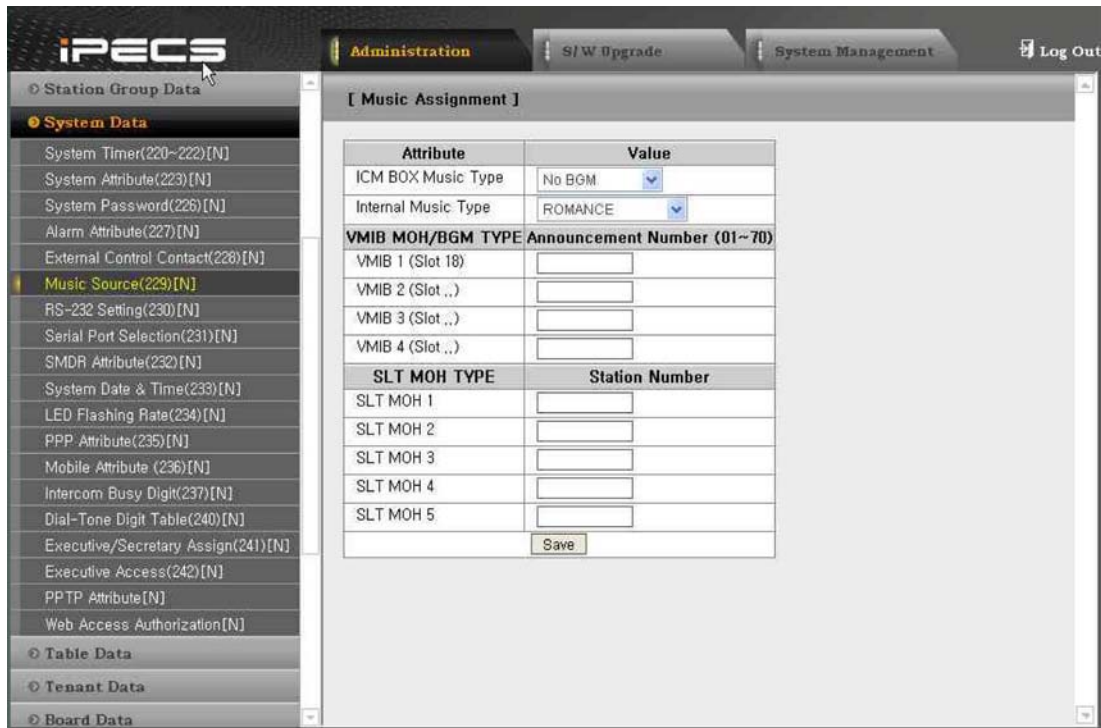 iPECS
Administration
S/W Upgrade
System Management
Log Out
Station Group Data
System Data
System Timer(220~222)[N]
System Attribute(223)[N]
System Password(226)[N]
Alarm Attribute(227)[N]
External Control Contact(228)[N]
Music Source(229)[N]
RS-232 Setting(230)[N]
Serial Port Selection(231)[N]
SMDR Attribute(232)[N]
System Date & Time(233)[N]
LED Flashing Rate(234)[N]
PPP Attribute(235)[N]
Mobile Attribute (236)[N]
Intercom Busy Digit(237)[N]
Dial-Tone Digit Table(240)[N]
Executive/Secretary Assign(241)[N]
Executive Access(242)[N]
PPTP Attribute[N]
Web Access Authorization[N]
Table Data
Tenant Data
Board Data
[ Music Assignment ]
Attribute Value
ICM BOX Music Type No BGM
Internal Music Type ROMANCE
VMIB MOH/BGM TYPE Announcement Number (01~70)
VMIB 1 (Slot 18)
VMIB 2 (Slot ,,)
VMIB 3 (Slot ,,)
VMIB 4 (Slot ,,)
SLT MOH TYPE Station Number
SLT MOH 1
SLT MOH 2
SLT MOH 3
SLT MOH 4
SLT MOH 5
Save